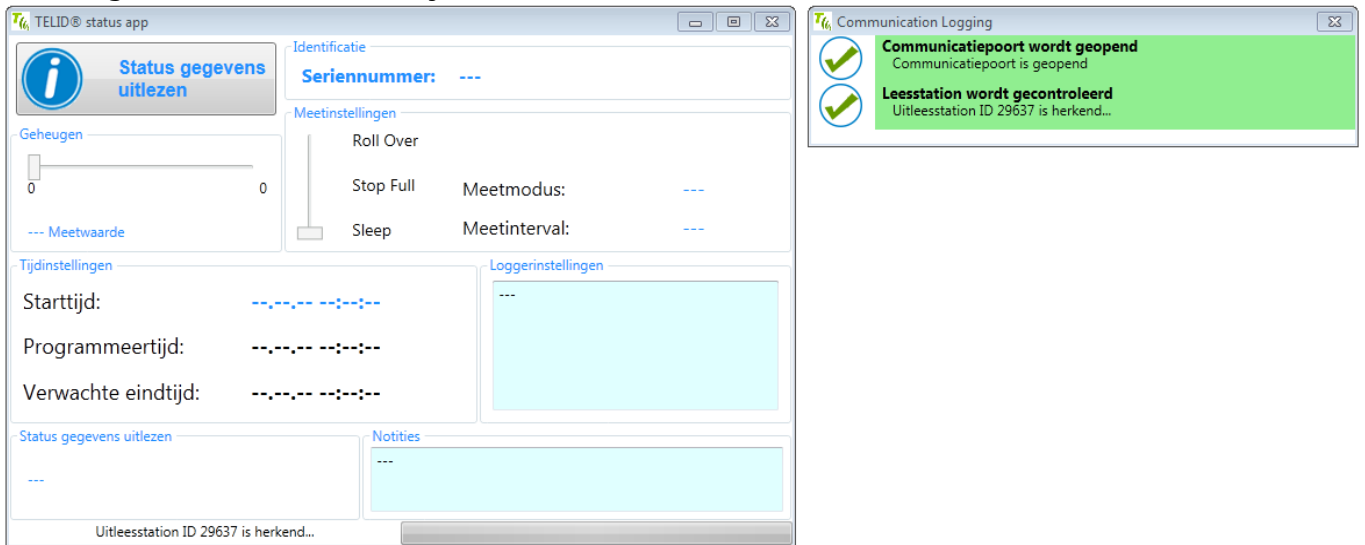 TELID® status app
Status gegevens
uitlezen
Identificatie
Seriennummer: ---
Geheugen
0 0
--- Meetwaarde
Meetinstellingen
Roll Over
Stop Full
Sleep
Meetmodus: ---
Meetinterval: ---
Tijdinstellingen
Starttijd: --.--.-- --:--:--
Programmeertijd: --.--.-- --:--:--
Verwachte eindtijd: --.--.-- --:--:--
Loggerinstellingen
---
Status gegevens uitlezen
---
Notities
---
Uitleesstation ID 29637 is herkend...
Communication Logging
Communicatiepoort wordt geopend
Communicatiepoort is geopend
Leesstation wordt gecontroleerd
Uitleesstation ID 29637 is herkend...